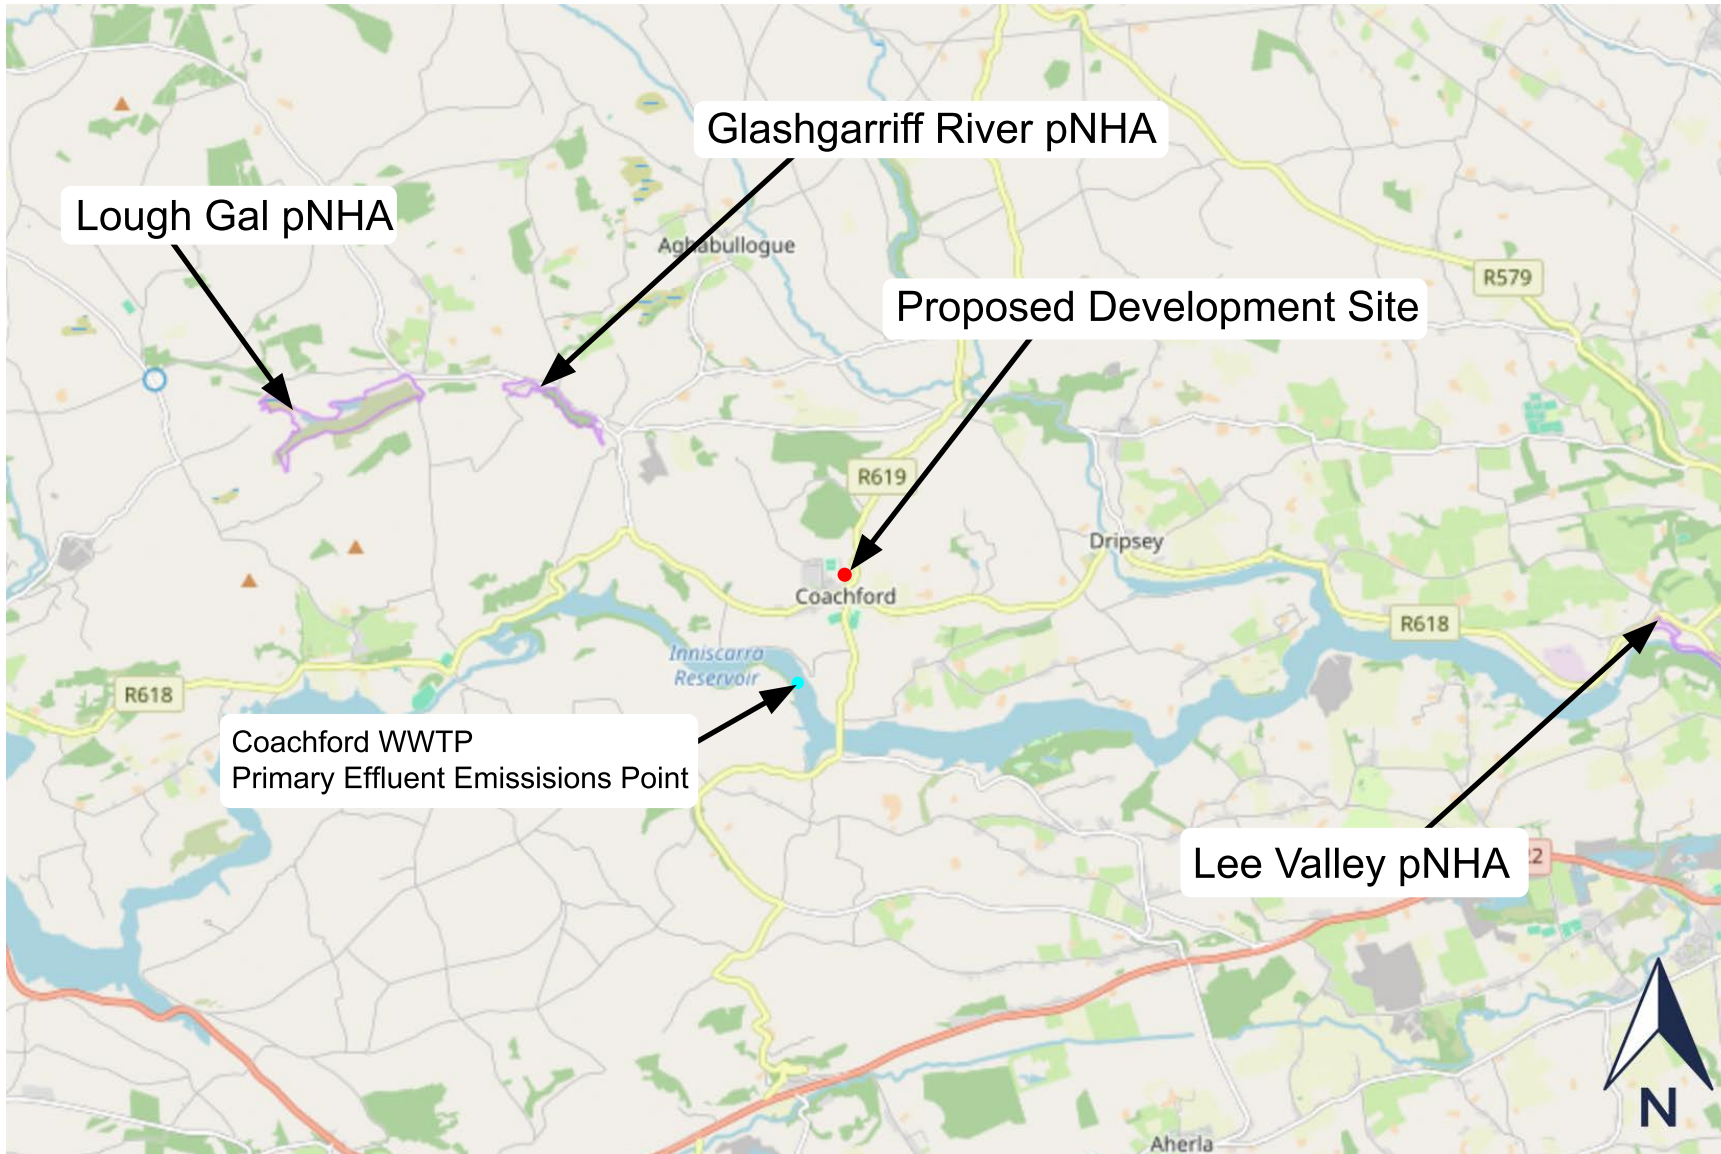 Glashgarriff River pNHA
Lough Gal pNHA
Aghabullogue
R579
Proposed Development Site
R619
Dripsey
Coachford
R618
Inniscarra
Reservoir
R618
Coachford WWTP
Primary Effluent Emissisions Point
Lee Valley pNHA
22
N
Aherla